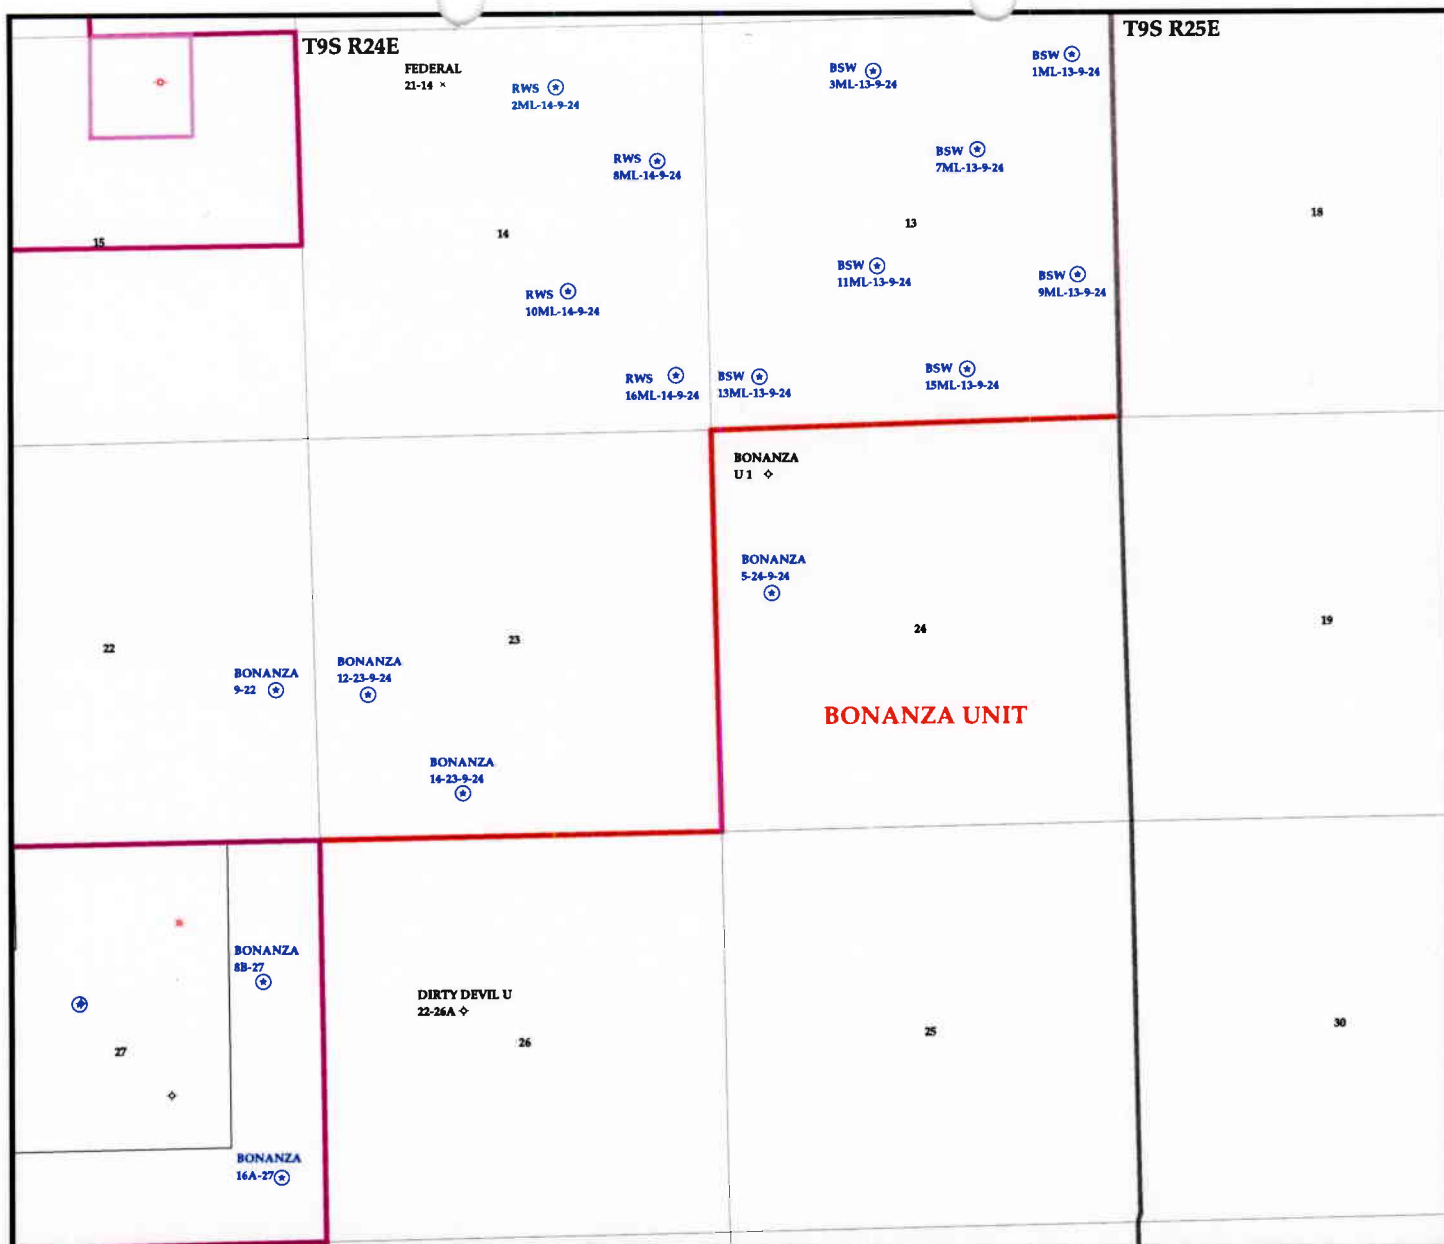 T9S R24E
T9S R25E
FEDERAL
21-14
RWS
2ML-14-9-24
BSW
3ML-13-9-24
BSW
1ML-13-9-24
RWS
8ML-14-9-24
BSW
7ML-13-9-24
15
14
13
18
RWS
10ML-14-9-24
BSW
11ML-13-9-24
BSW
9ML-13-9-24
RWS
16ML-14-9-24
BSW
13ML-13-9-24
BSW
15ML-13-9-24
BONANZA
U 1
BONANZA
5-24-9-24
22
23
24
19
BONANZA
9-22
BONANZA
12-23-9-24
BONANZA UNIT
BONANZA
14-23-9-24
BONANZA
8B-27
DIRTY DEVIL U
22-26A
27
26
25
30
BONANZA
16A-27